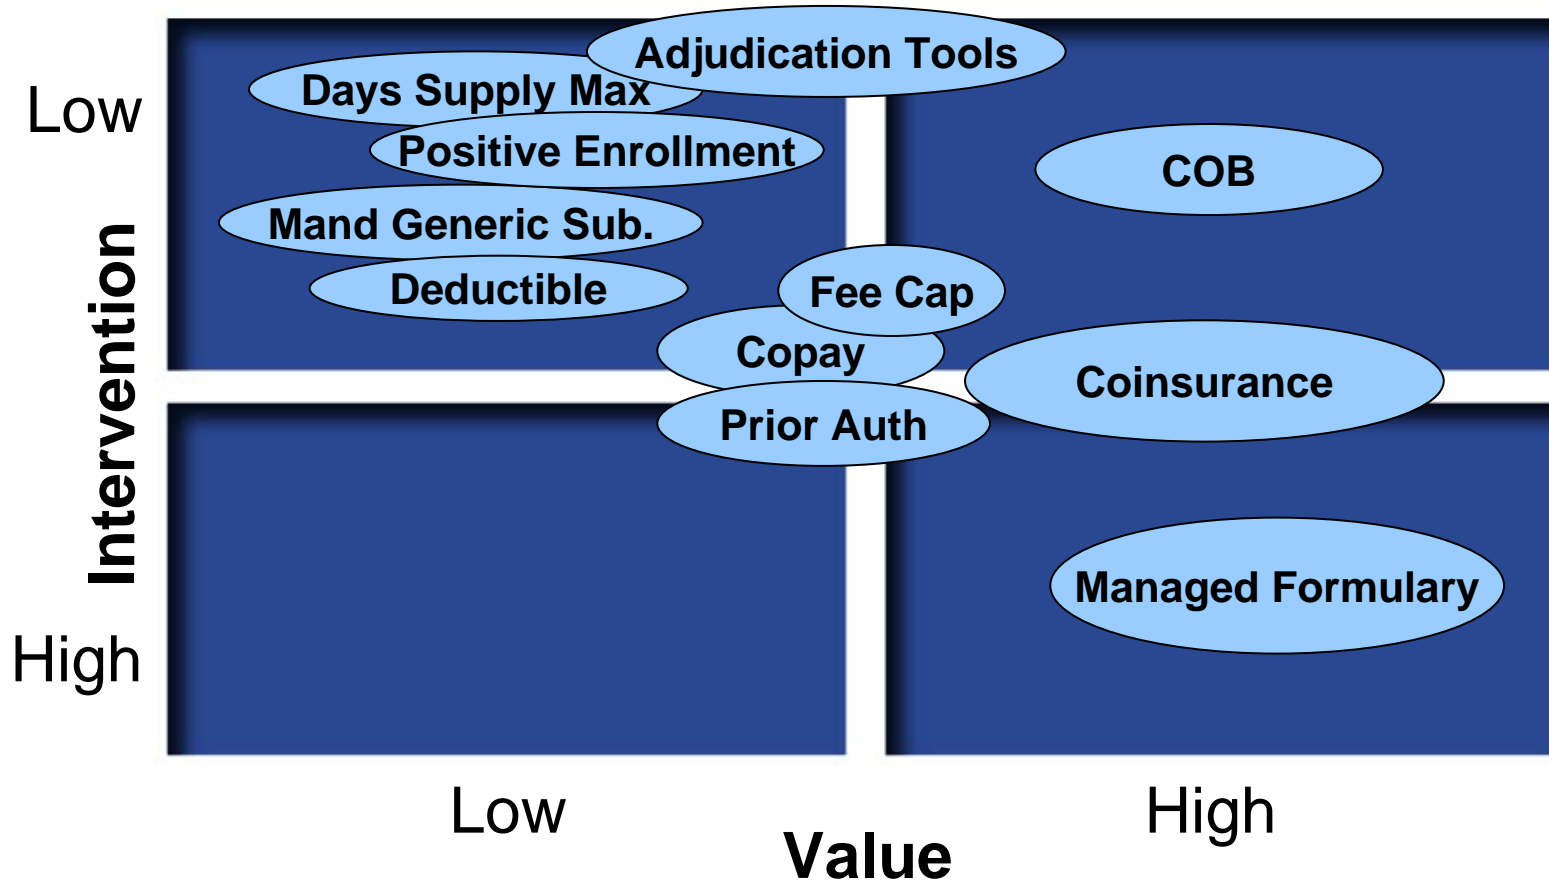 Adjudication Tools
Days Supply Max
Low
Positive Enrollment
COB
Mand Generic Sub.
Deductible
Fee Cap
Copay
Coinsurance
Intervention
Prior Auth
Managed Formulary
High
Low
High
Value